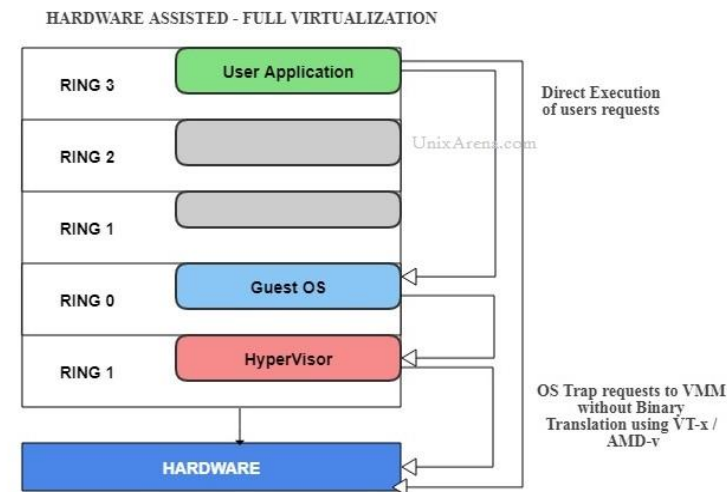 HARDWARE ASSISTED - FULL VIRTUALIZATION
RING 3
User Application
Direct Execution
of users requests
UnixArena.com
RING 2
RING 1
RING 0
Guest OS
RING 1
HyperVisor
OS Trap requests to VMM
without Binary
Translation using VT-x /
AMD-v
HARDWARE